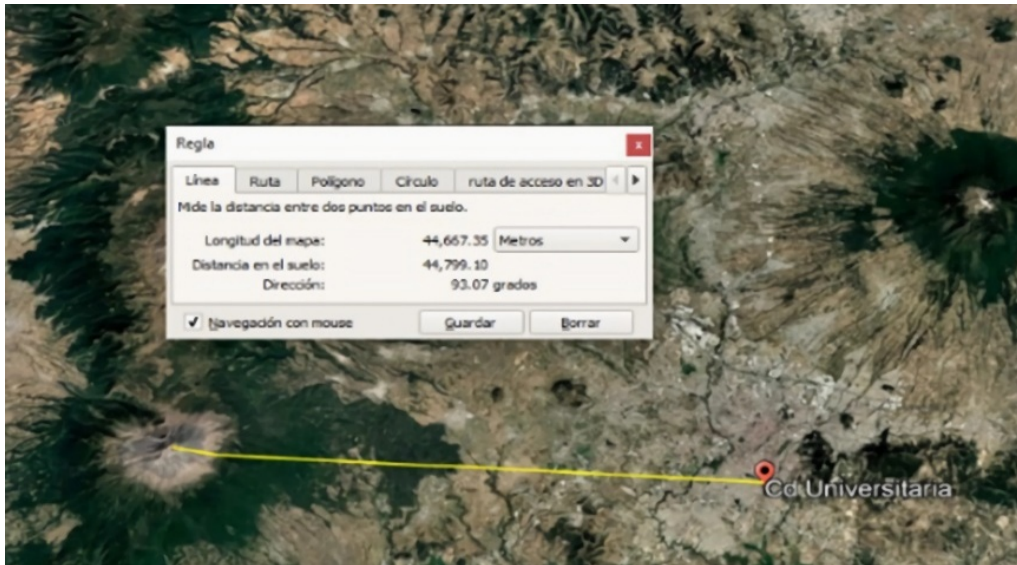 Regla
x
Línea Ruta Polígono Círculo ruta de acceso en 3D
Mide la distancia entre dos puntos en el suelo.
Longitud del mapa: 44,667.35 Metros
Distancia en el suelo: 44,799.10
Dirección: 93.07 grados
Navegación con mouse Guardar Borrar
Cd Universitaria